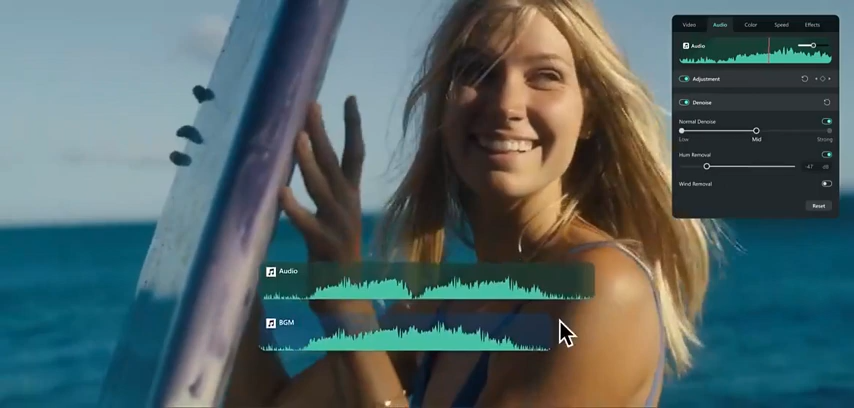 Video Audio Color Speed Effects
Audio
Adjustment
Denoise
Normal Denoise
Low Mid Strong
Hum Removal
-47 dB
Wind Removal
Reset
Audio
BGM